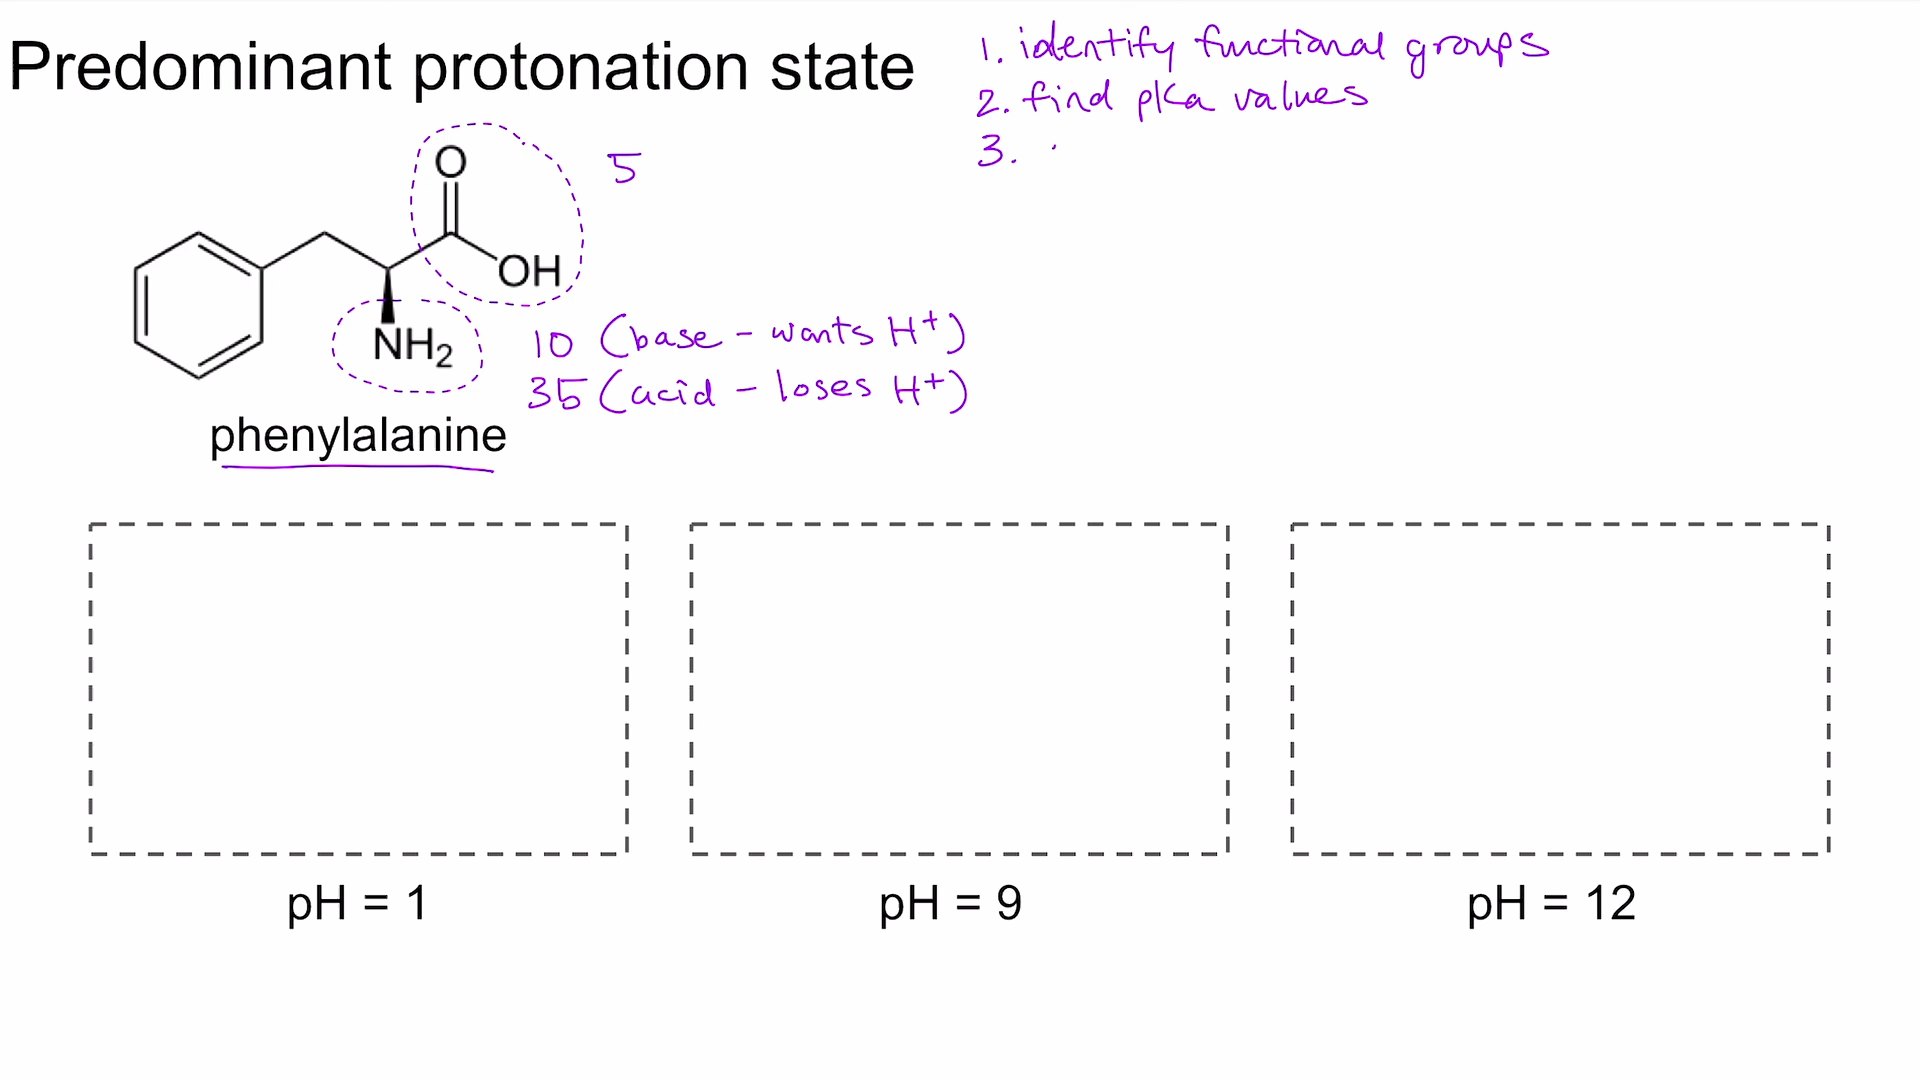 Predominant protonation state
1. identify functional groups
2. find pKa values
3.
O
5
OH
NH₂
10 (base - wants H⁺)
35 (acid - loses H⁺)
phenylalanine
pH = 1
pH = 9
pH = 12